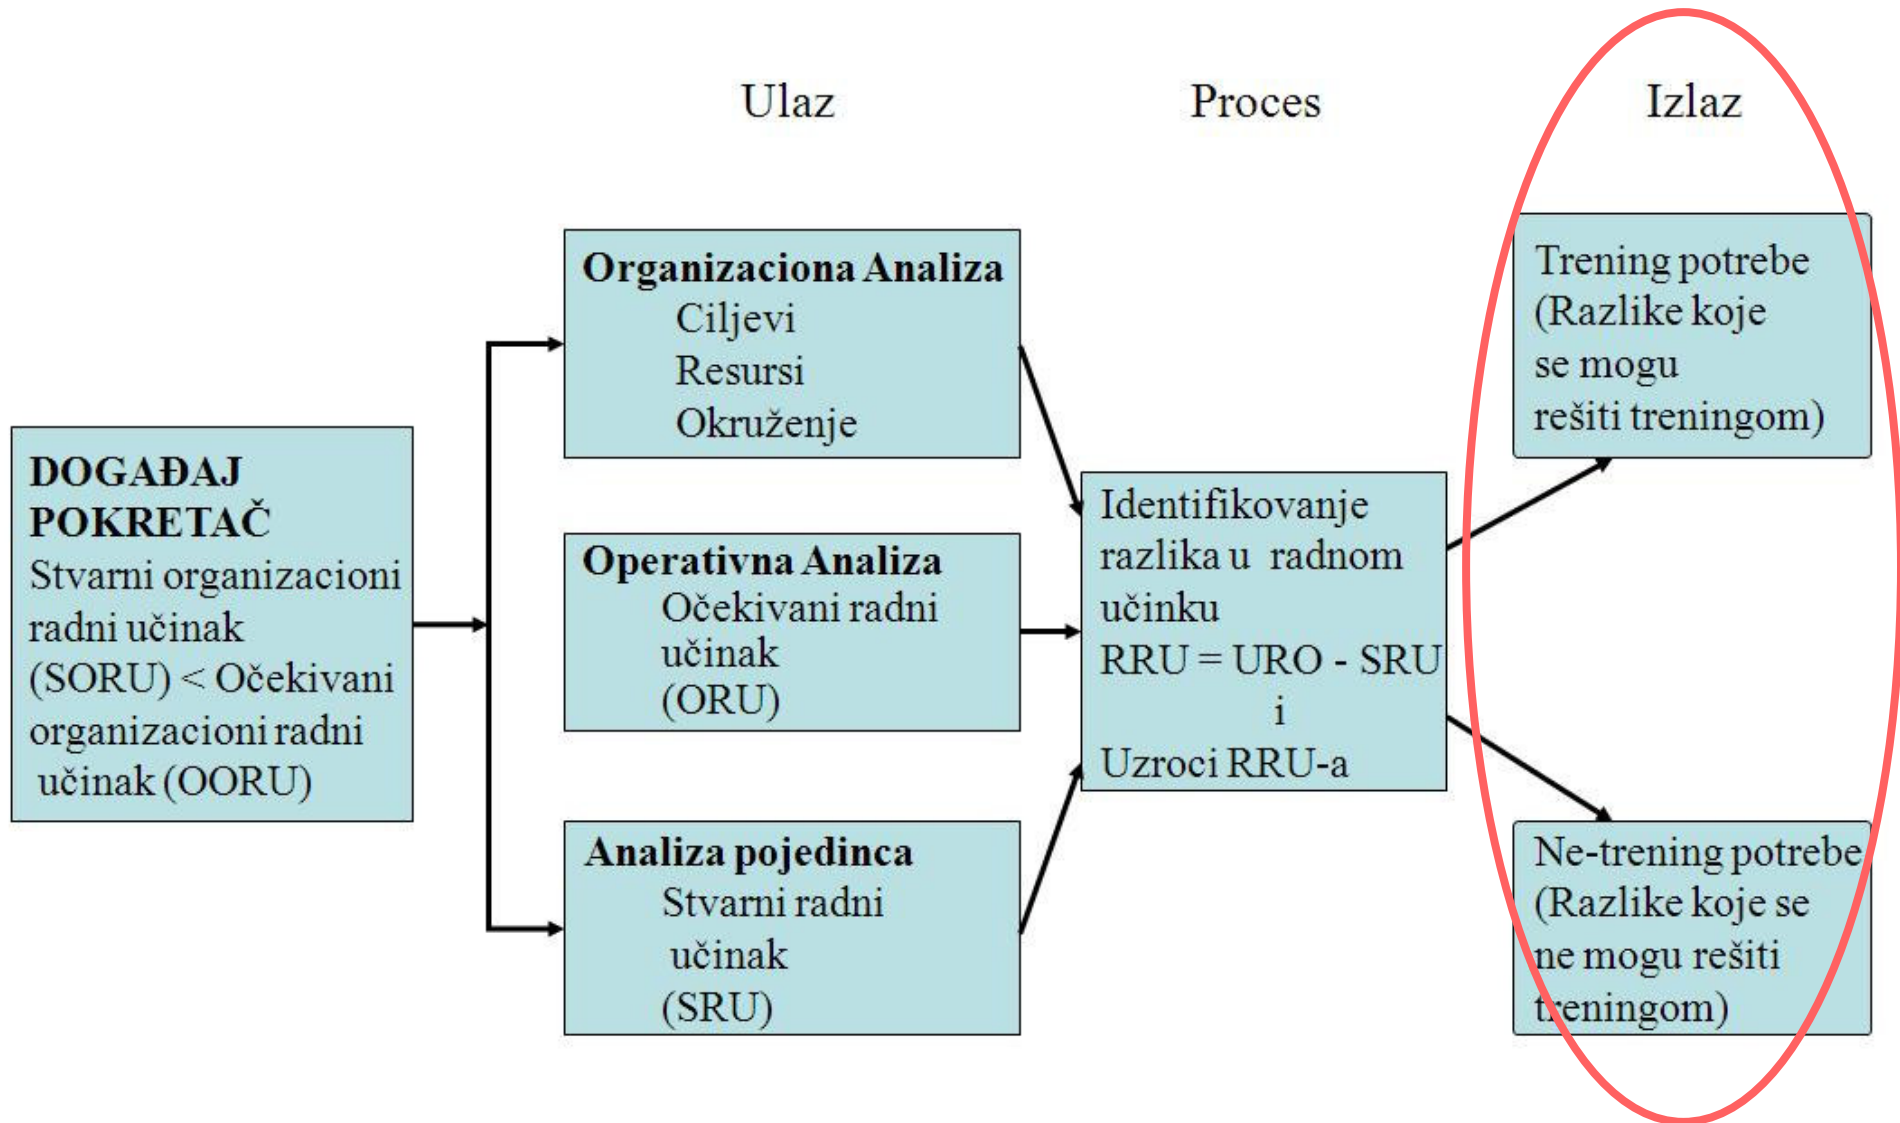 Ulaz
Proces
Izlaz
DOGAĐAJ
POKRETAČ
Stvarni organizacioni
radni učinak
(SORU) < Očekivani
organizacioni radni
učinak (OORU)
Organizaciona Analiza
Ciljevi
Resursi
Okruženje
Operativna Analiza
Očekivani radni
učinak
(ORU)
Analiza pojedinca
Stvarni radni
učinak
(SRU)
Identifikovanje
razlika u radnom
učinku
RRU = URO - SRU
i
Uzroci RRU-a
Trening potrebe
(Razlike koje
se mogu
rešiti treningom)
Ne-trening potrebe
(Razlike koje se
ne mogu rešiti
treningom)